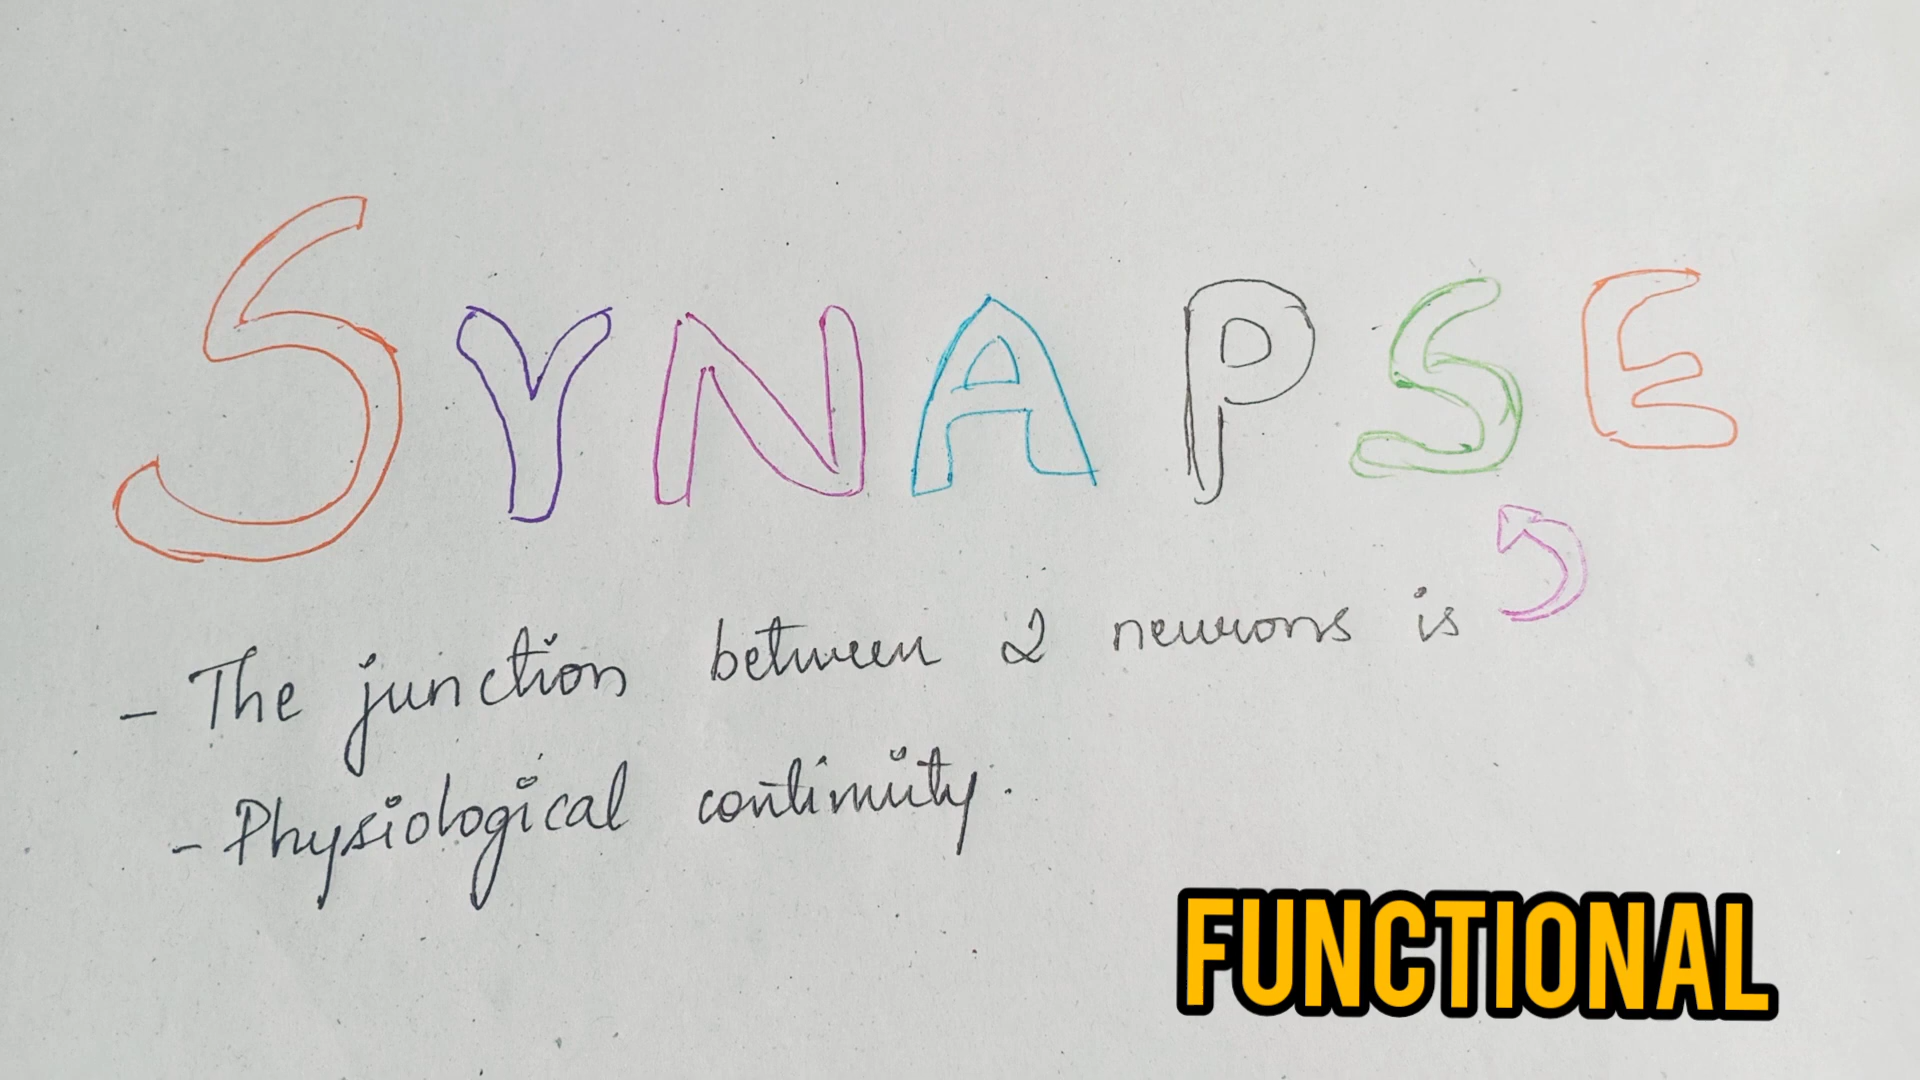 SYNAPSE
- The junction between 2 neurons is
- Physiological continuity.
FUNCTIONAL